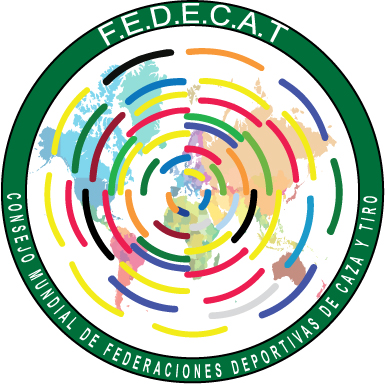 F.E.D.E.C.A.T
CONSEJO MUNDIAL DE FEDERACIONES DEPORTIVAS DE CAZA Y TIRO